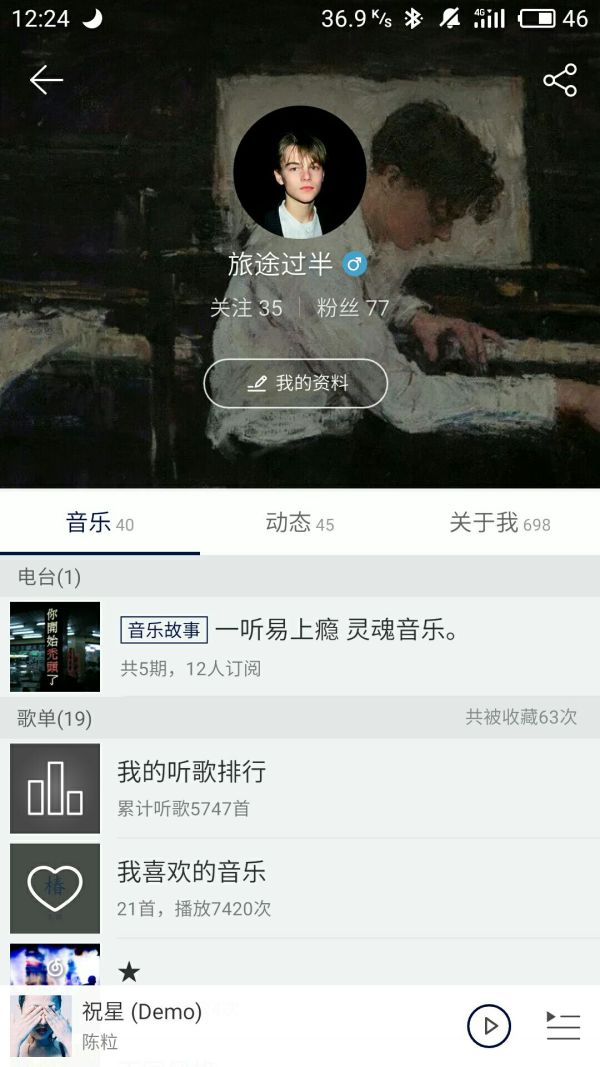 12:24 36.9 K/s 4G 46
旅途过半
关注 35 粉丝 77
我的资料
音乐 40 动态 45 关于我 698
电台(1)
你開始禿頭了
音乐故事 一听易上瘾 灵魂音乐。
共5期，12人订阅
歌单(19) 共被收藏63次
我的听歌排行
累计听歌5747首
椿
我喜欢的音乐
21首，播放7420次
★
祝星 (Demo)
陈粒